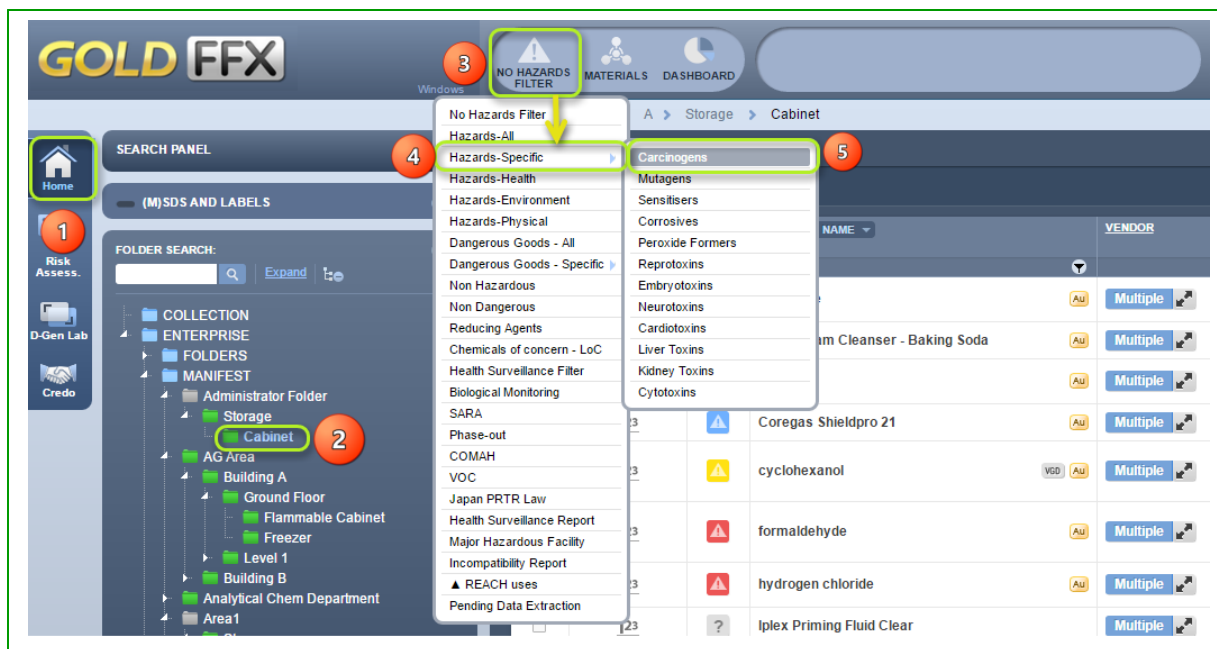 GOLD FFX
Windows
3
NO HAZARDS FILTER
MATERIALS
DASHBOARD
A > Storage > Cabinet
Home
1
Risk Assess.
D-Gen Lab
Credo
SEARCH PANEL
(M)SDS AND LABELS
FOLDER SEARCH:
Expand
COLLECTION
ENTERPRISE
FOLDERS
MANIFEST
Administrator Folder
Storage
Cabinet
2
AG Area
Building A
Ground Floor
Flammable Cabinet
Freezer
Level 1
Building B
Analytical Chem Department
Area1
No Hazards Filter
Hazards-All
4
Hazards-Specific
Hazards-Health
Hazards-Environment
Hazards-Physical
Dangerous Goods - All
Dangerous Goods - Specific
Non Hazardous
Non Dangerous
Reducing Agents
Chemicals of concern - LoC
Health Surveillance Filter
Biological Monitoring
SARA
Phase-out
COMAH
VOC
Japan PRTR Law
Health Surveillance Report
Major Hazardous Facility
Incompatibility Report
▲ REACH uses
Pending Data Extraction
Carcinogens
5
Mutagens
Sensitisers
Corrosives
Peroxide Formers
Reprotoxins
Embryotoxins
Neurotoxins
Cardiotoxins
Liver Toxins
Kidney Toxins
Cytotoxins
NAME
VENDOR
Au Multiple
am Cleanser - Baking Soda Au Multiple
Au Multiple
23 Coregas Shieldpro 21 Au Multiple
23 cyclohexanol VGD Au Multiple
23 formaldehyde Au Multiple
23 hydrogen chloride Au Multiple
23 ? Iplex Priming Fluid Clear Multiple